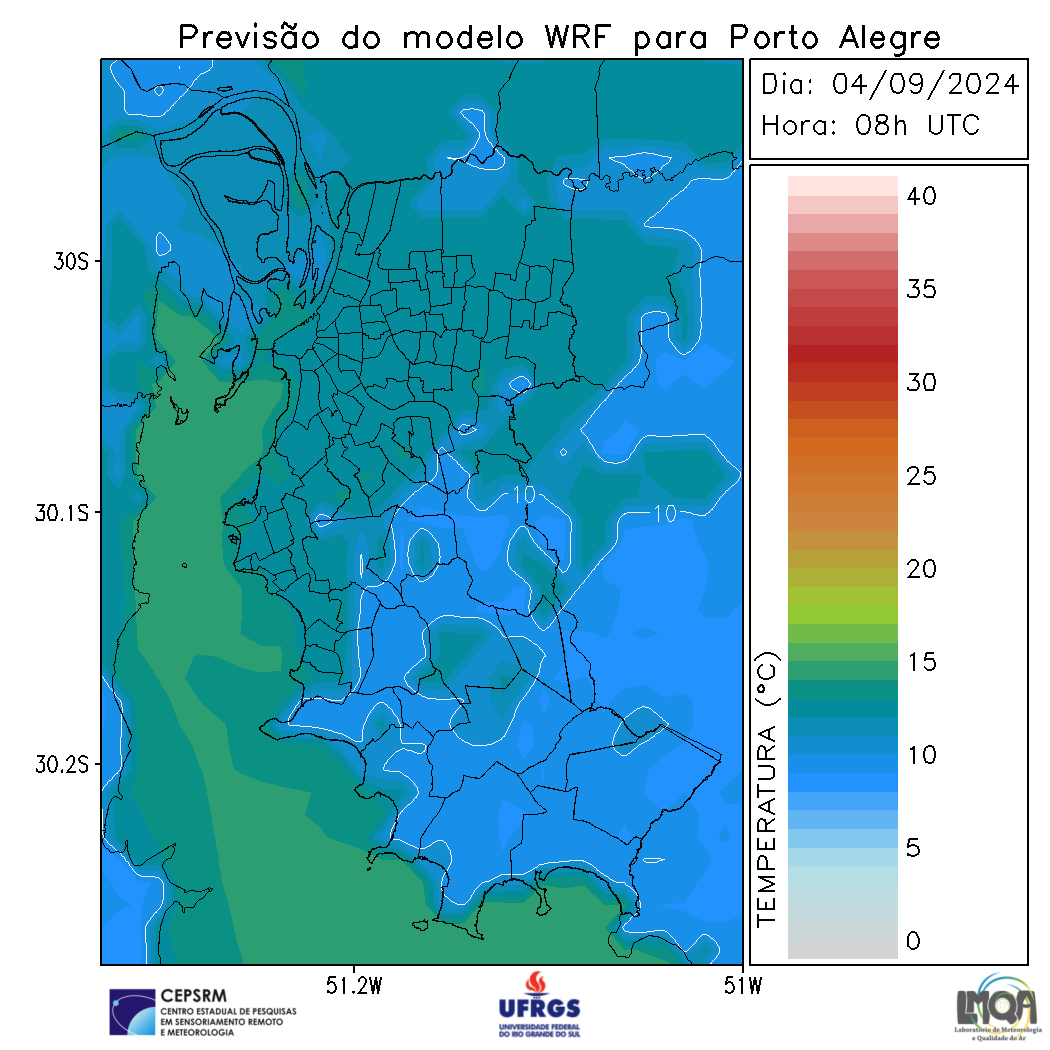 Previsão do modelo WRF para Porto Alegre
Dia: 04/09/2024
Hora: 08h UTC
40
35
30
25
20
15
10
5
0
TEMPERATURA (°C)
30S
30.1S
30.2S
10
10
51.2W
51W
CEPSRM
CENTRO ESTADUAL DE PESQUISAS
EM SENSORIAMENTO REMOTO
E METEOROLOGIA
UFRGS
UNIVERSIDADE FEDERAL
DO RIO GRANDE DO SUL
LMQA
Laboratório de Meteorologia
e Qualidade do Ar